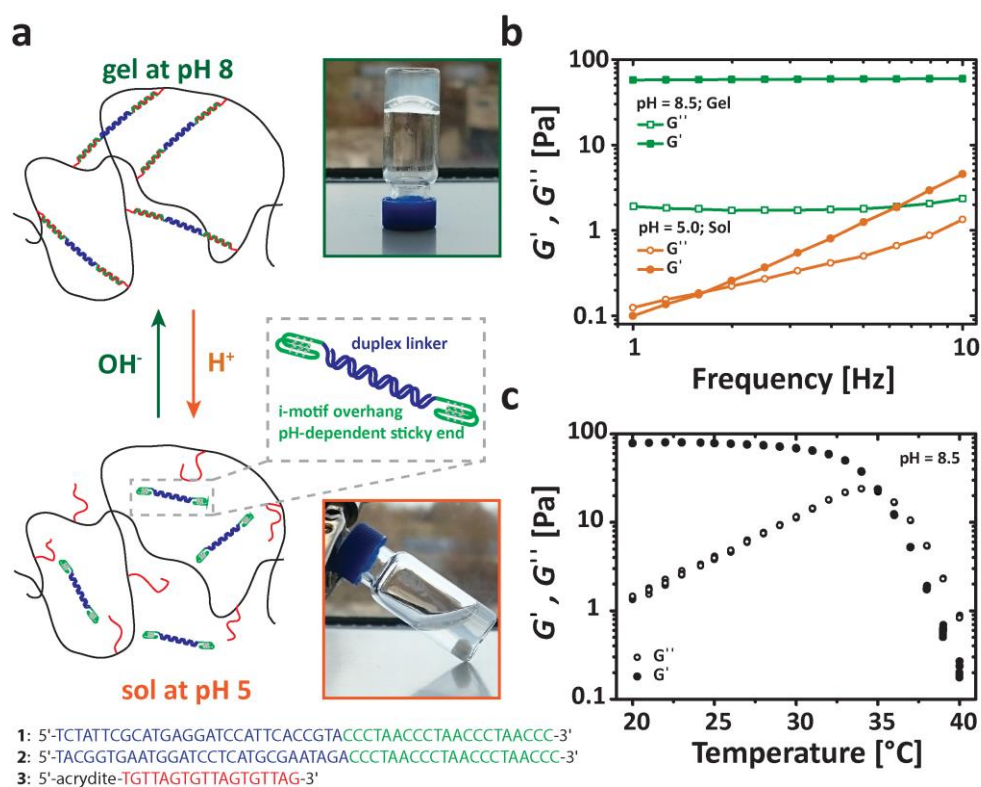 a
gel at pH 8
OH⁻
H⁺
duplex linker
i-motif overhang
pH-dependent sticky end
sol at pH 5
1: 5'-TCTATTCGCATGAGGATCCATTCACCGTACCCTAACCCTAACCCTAACCC-3'
2: 5'-TACGGTGAATGGATCCTCATGCGAATAGACCCTAACCCTAACCCTAACCC-3'
3: 5'-acrydite-TGTTAGTGTTAGTGTTAG-3'
b
G' , G'' [Pa]
100
10
1
0.1
pH = 8.5; Gel
G''
G'
pH = 5.0; Sol
G''
G'
1
10
Frequency [Hz]
c
G' , G'' [Pa]
100
10
1
0.1
pH = 8.5
G''
G'
20
25
30
35
40
Temperature [°C]